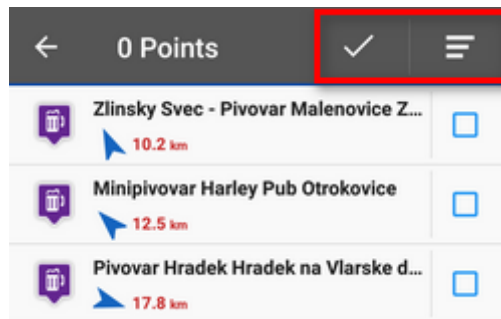 0 Points
Zlinsky Svec - Pivovar Malenovice Z...
10.2 km
Minipivovar Harley Pub Otrokovice
12.5 km
Pivovar Hradek Hradek na Vlarske d...
17.8 km